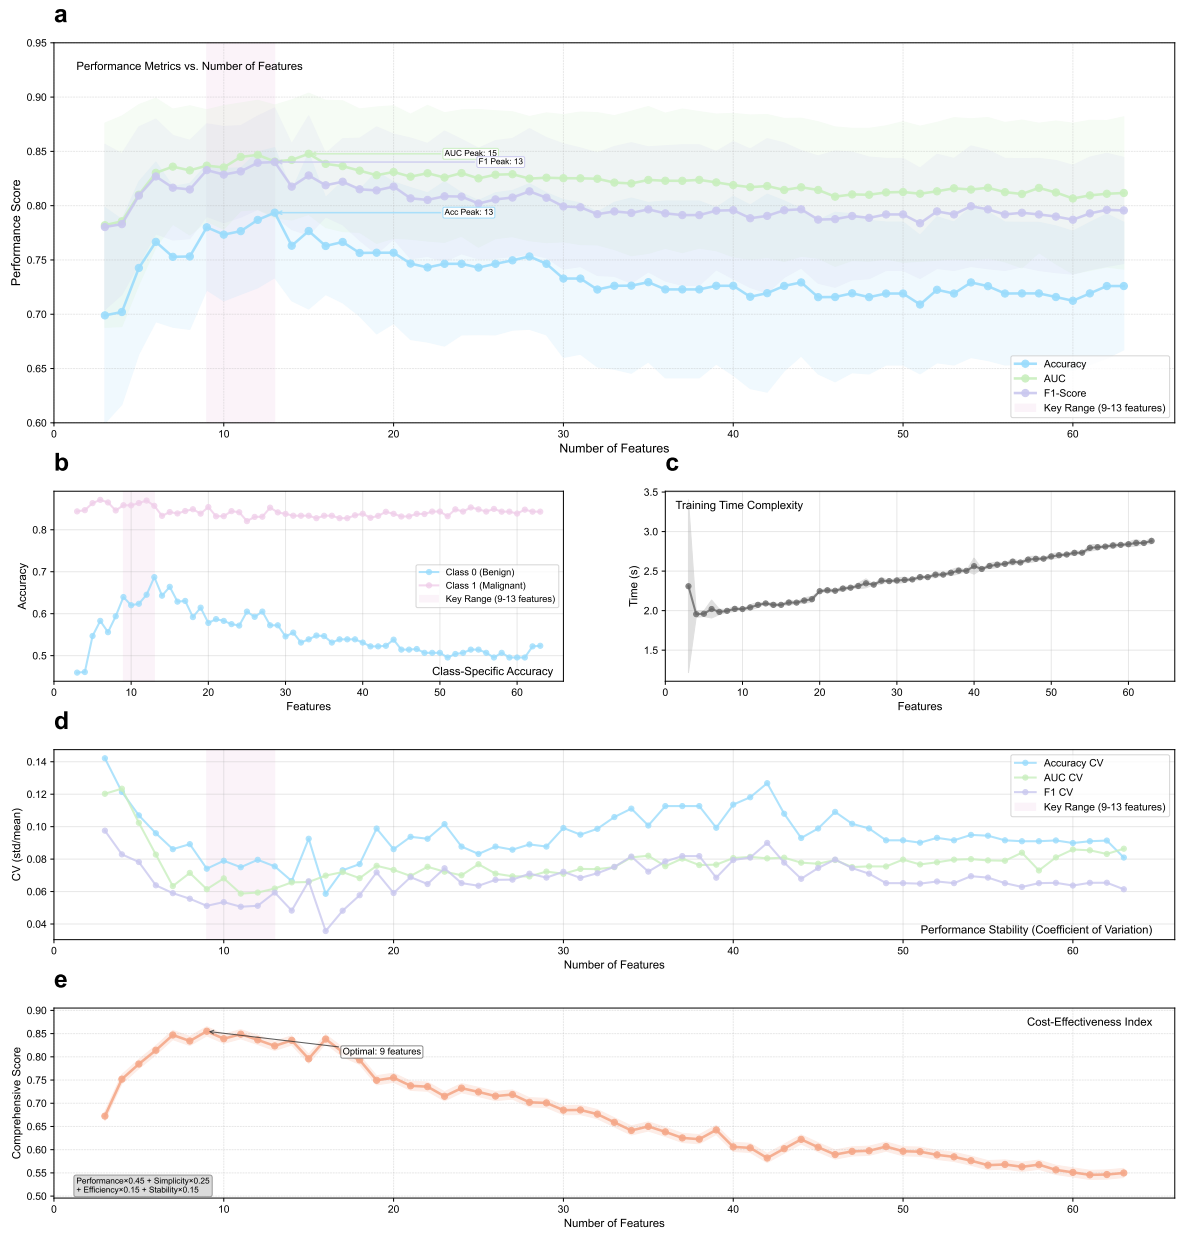 a
Performance Metrics vs. Number of Features
0.95
0.90
0.85
0.80
0.75
0.70
0.65
0.60
Performance Score
AUC Peak: 15
F1 Peak: 13
Acc Peak: 13
Accuracy
AUC
F1-Score
Key Range (9-13 features)
0 10 20 30 40 50 60
Number of Features
b
0.8
0.7
0.6
0.5
Accuracy
Class 0 (Benign)
Class 1 (Malignant)
Key Range (9-13 features)
Class-Specific Accuracy
0 10 20 30 40 50 60
Features
c
Training Time Complexity
3.5
3.0
2.5
2.0
1.5
Time (s)
0 10 20 30 40 50 60
Features
d
0.14
0.12
0.10
0.08
0.06
0.04
CV (std/mean)
Accuracy CV
AUC CV
F1 CV
Key Range (9-13 features)
Performance Stability (Coefficient of Variation)
0 10 20 30 40 50 60
Number of Features
e
Cost-Effectiveness Index
0.90
0.85
0.80
0.75
0.70
0.65
0.60
0.55
0.50
Comprehensive Score
Optimal: 9 features
Performance×0.45 + Simplicity×0.25
+ Efficiency×0.15 + Stability×0.15
0 10 20 30 40 50 60
Number of Features